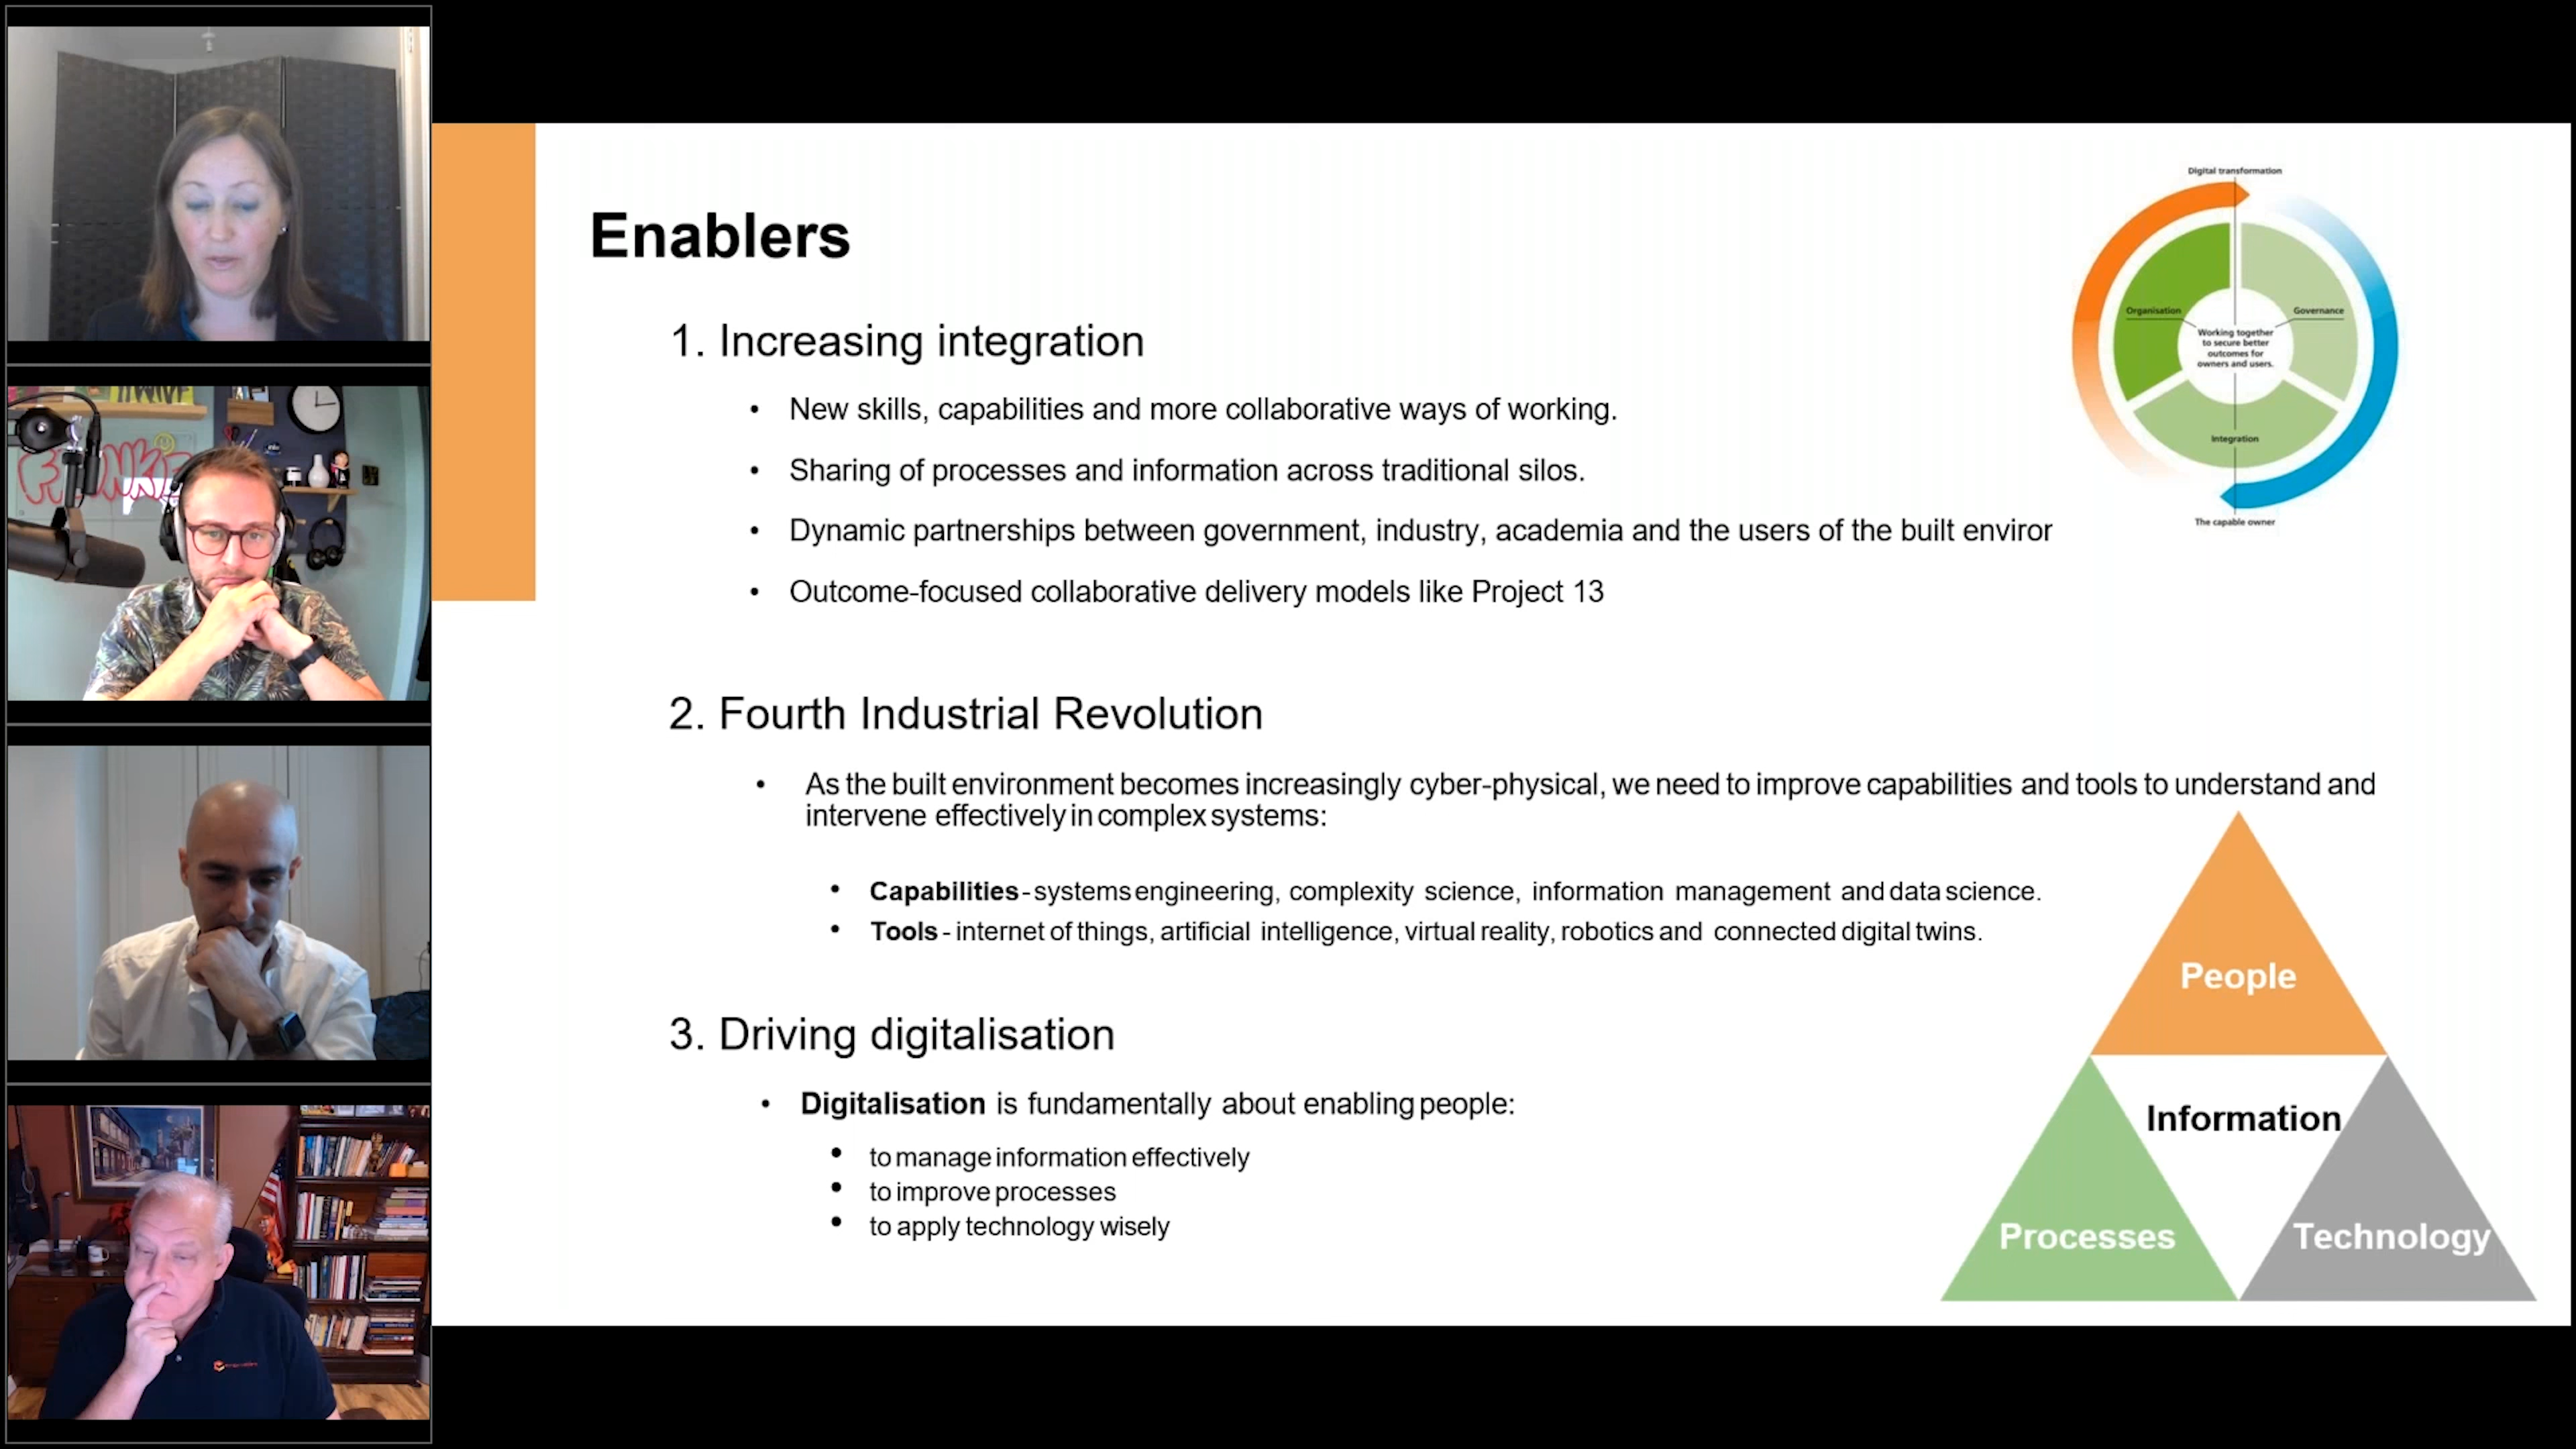 Enablers
1. Increasing integration
• New skills, capabilities and more collaborative ways of working.
• Sharing of processes and information across traditional silos.
• Dynamic partnerships between government, industry, academia and the users of the built enviror
• Outcome-focused collaborative delivery models like Project 13
2. Fourth Industrial Revolution
• As the built environment becomes increasingly cyber-physical, we need to improve capabilities and tools to understand and
intervene effectively in complex systems:
• Capabilities - systems engineering, complexity science, information management and data science.
• Tools - internet of things, artificial intelligence, virtual reality, robotics and connected digital twins.
3. Driving digitalisation
• Digitalisation is fundamentally about enabling people:
• to manage information effectively
• to improve processes
• to apply technology wisely
Digital transformation
Organisation
Governance
Working together
to secure better
outcomes for
owners and users.
Integration
The capable owner
People
Information
Processes
Technology